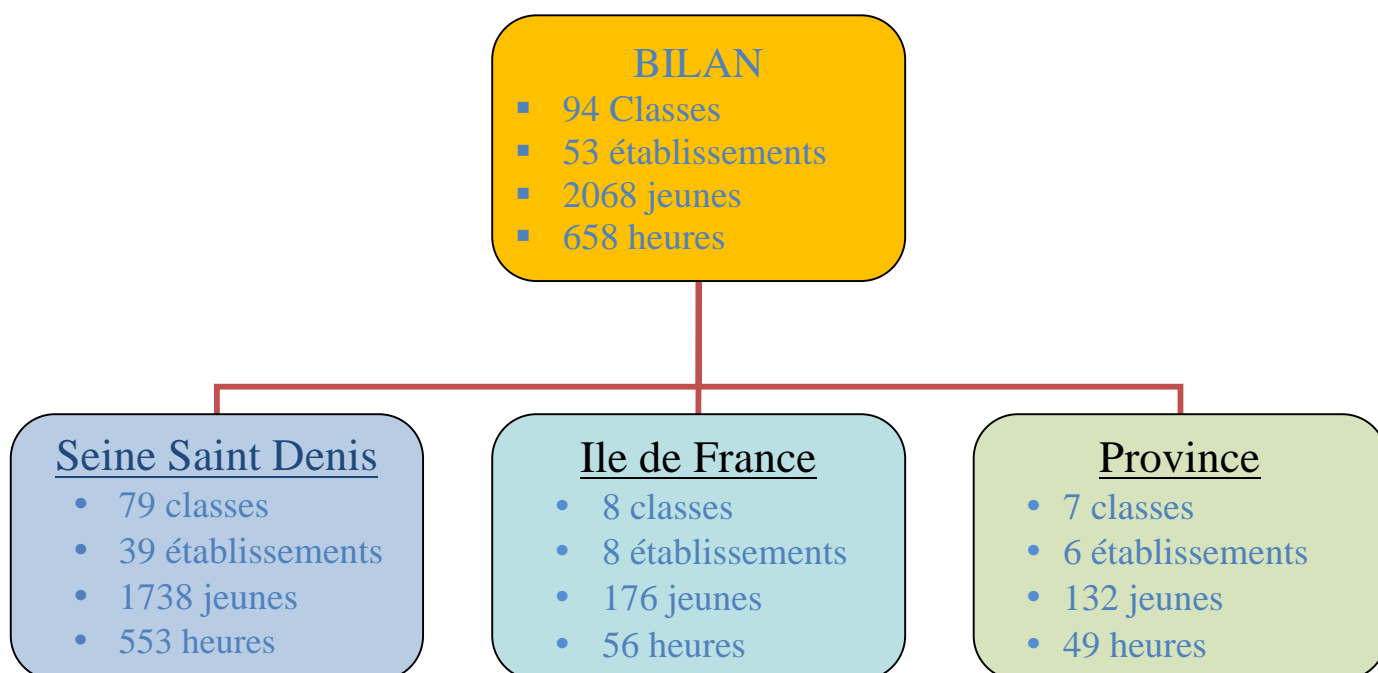 BILAN
▪ 94 Classes
▪ 53 établissements
▪ 2068 jeunes
▪ 658 heures
Seine Saint Denis
• 79 classes
• 39 établissements
• 1738 jeunes
• 553 heures
Ile de France
• 8 classes
• 8 établissements
• 176 jeunes
• 56 heures
Province
• 7 classes
• 6 établissements
• 132 jeunes
• 49 heures